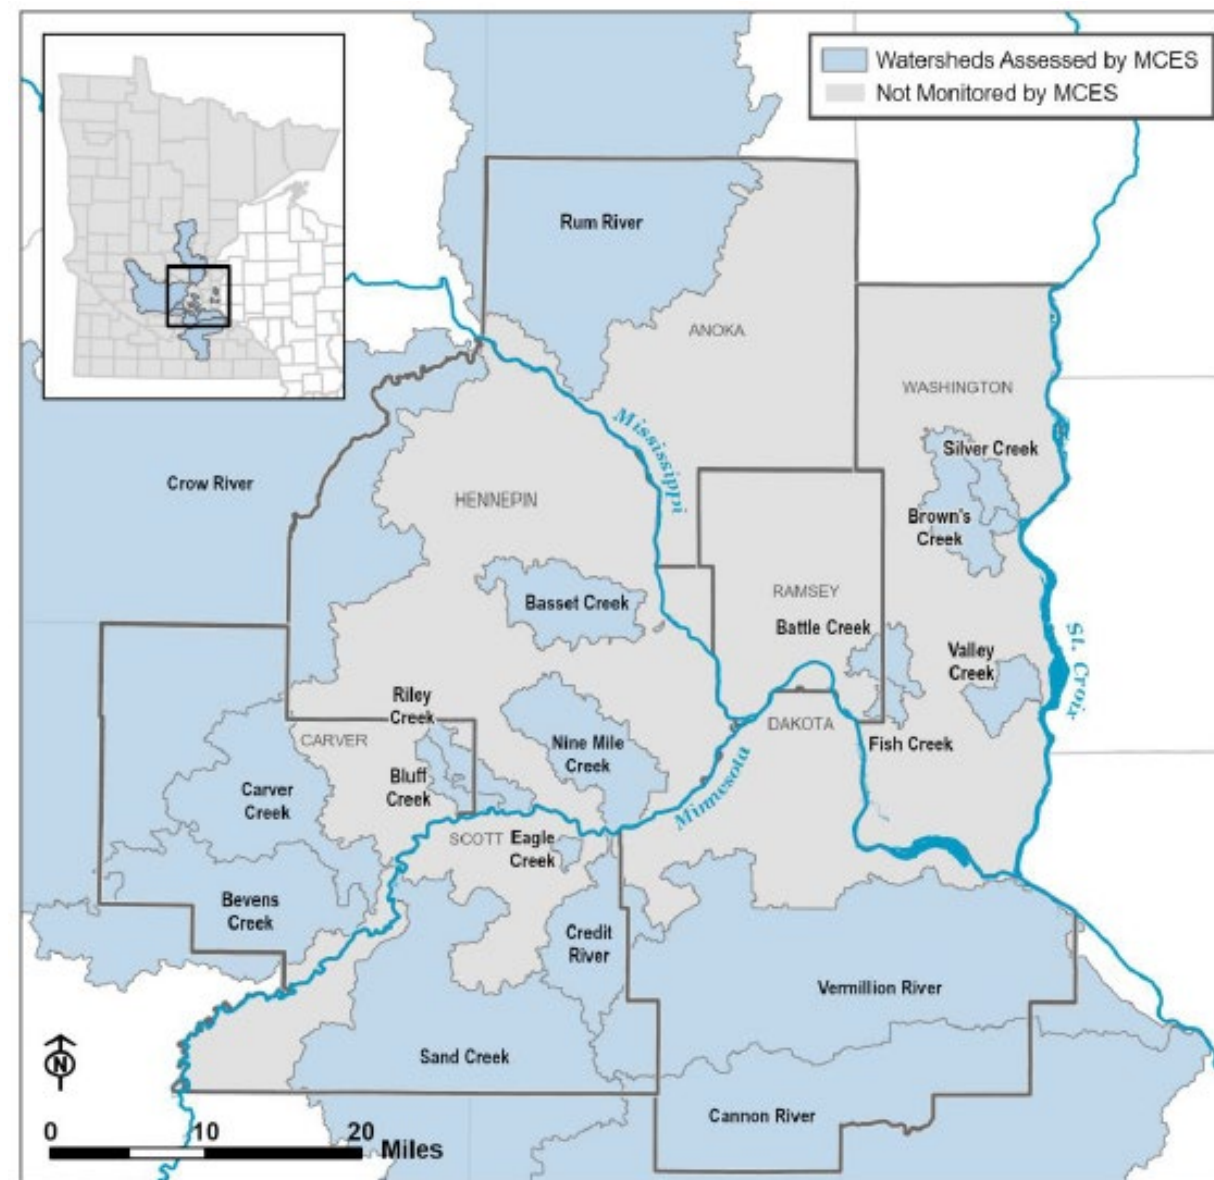 Watersheds Assessed by MCES
Not Monitored by MCES
Rum River
ANOKA
WASHINGTON
Mississippi
Silver Creek
Crow River
HENNEPIN
Brown's
Creek
Basset Creek
RAMSEY
Battle Creek
St. Croix
Valley
Creek
Riley
Creek
CARVER
DAKOTA
Nine Mile
Creek
Fish Creek
Bluff
Creek
Carver
Creek
Minnesota
SCOTT
Eagle
Creek
Bevens
Creek
Credit
River
Vermillion River
Sand Creek
N
Cannon River
0 10 20
Miles